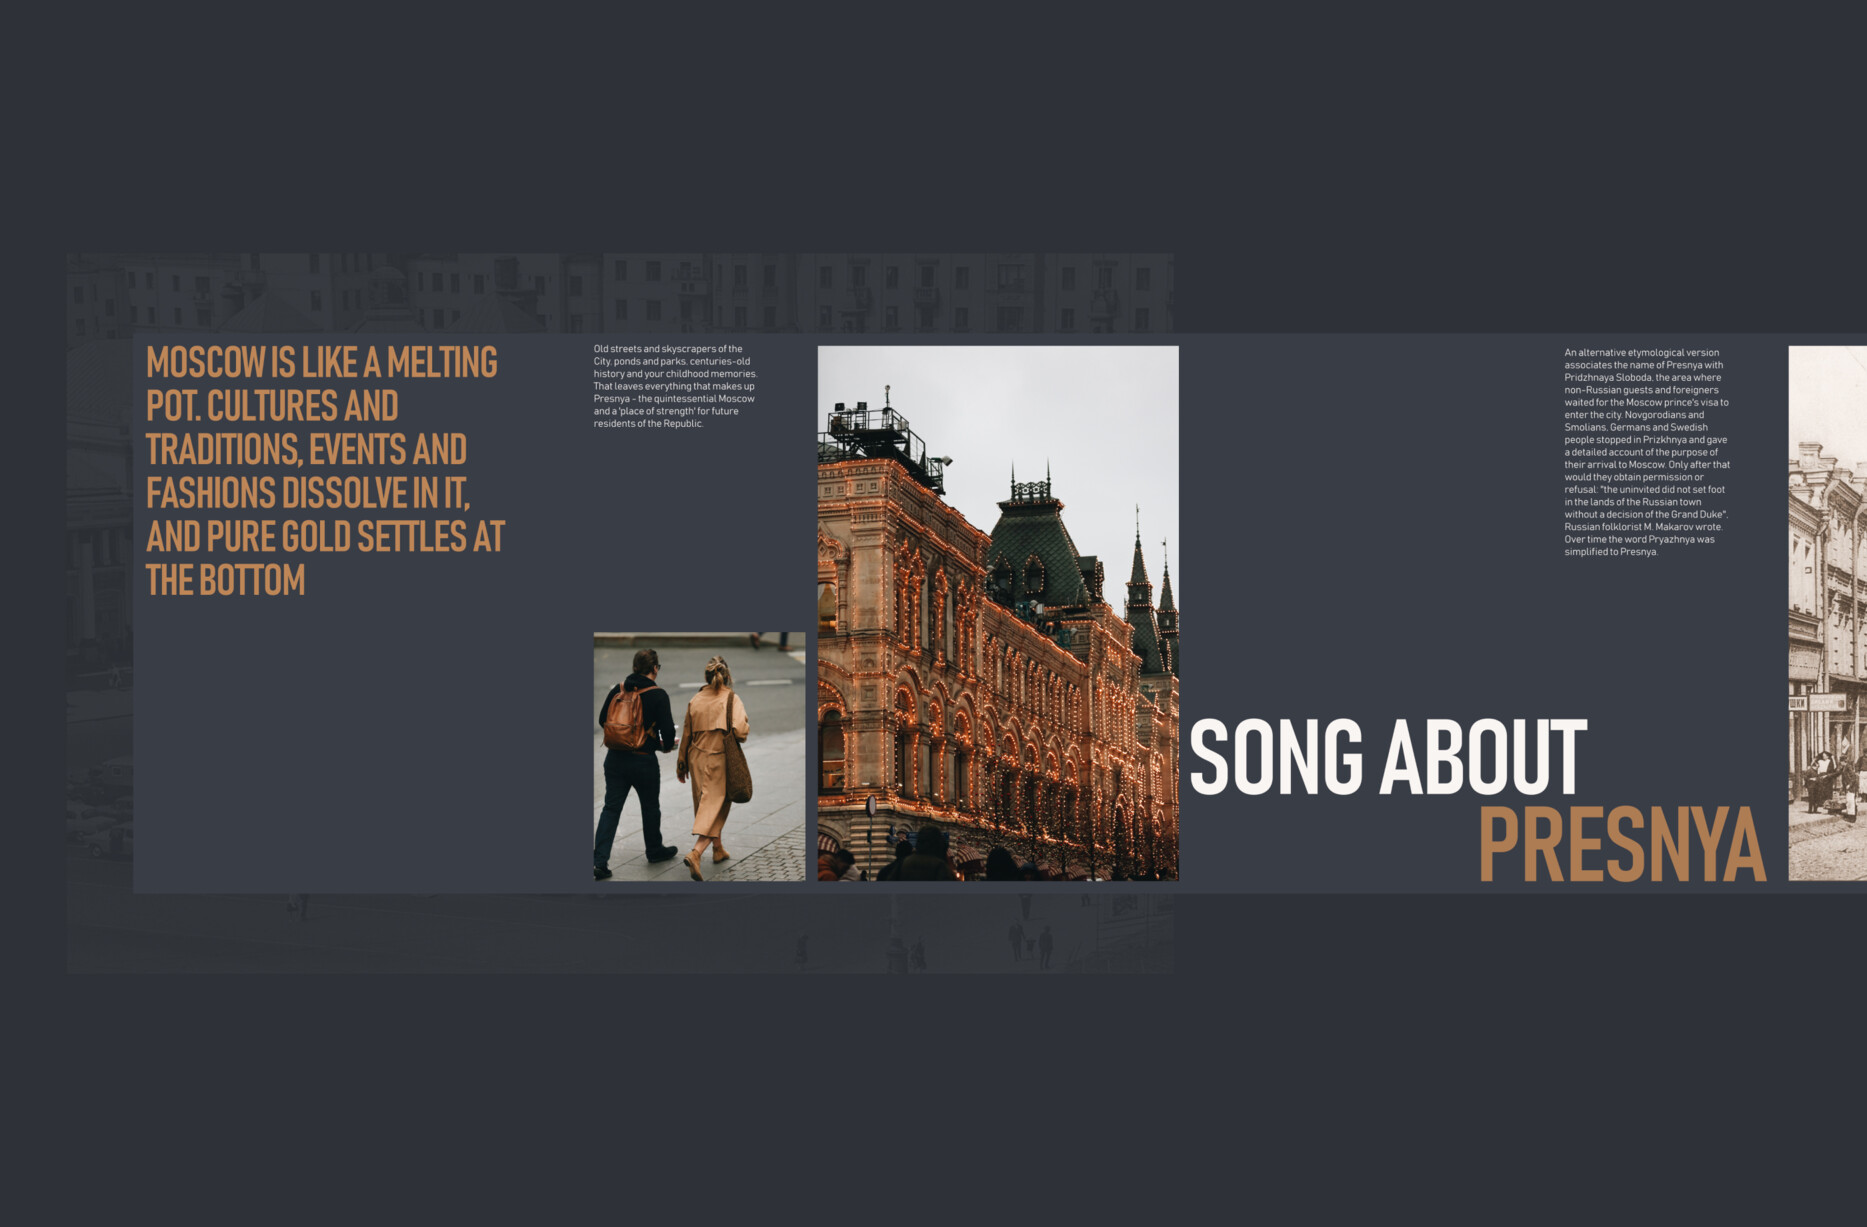 MOSCOW IS LIKE A MELTING
POT. CULTURES AND
TRADITIONS, EVENTS AND
FASHIONS DISSOLVE IN IT,
AND PURE GOLD SETTLES AT
THE BOTTOM
Old streets and skyscrapers of the
City, ponds and parks, centuries-old
history and your childhood memories.
That leaves everything that makes up
Presnya - the quintessential Moscow
and a 'place of strength' for future
residents of the Republic.
SONG ABOUT
PRESNYA
An alternative etymological version
associates the name of Presnya with
Pridzhnaya Sloboda, the area where
non-Russian guests and foreigners
waited for the Moscow prince's visa to
enter the city. Novgorodians and
Smolians, Germans and Swedish
people stopped in Prizkhnya and gave
a detailed account of the purpose of
their arrival to Moscow. Only after that
would they obtain permission or
refusal: "the uninvited did not set foot
in the lands of the Russian town
without a decision of the Grand Duke",
Russian folklorist M. Makarov wrote.
Over time the word Pryazhnya was
simplified to Presnya.